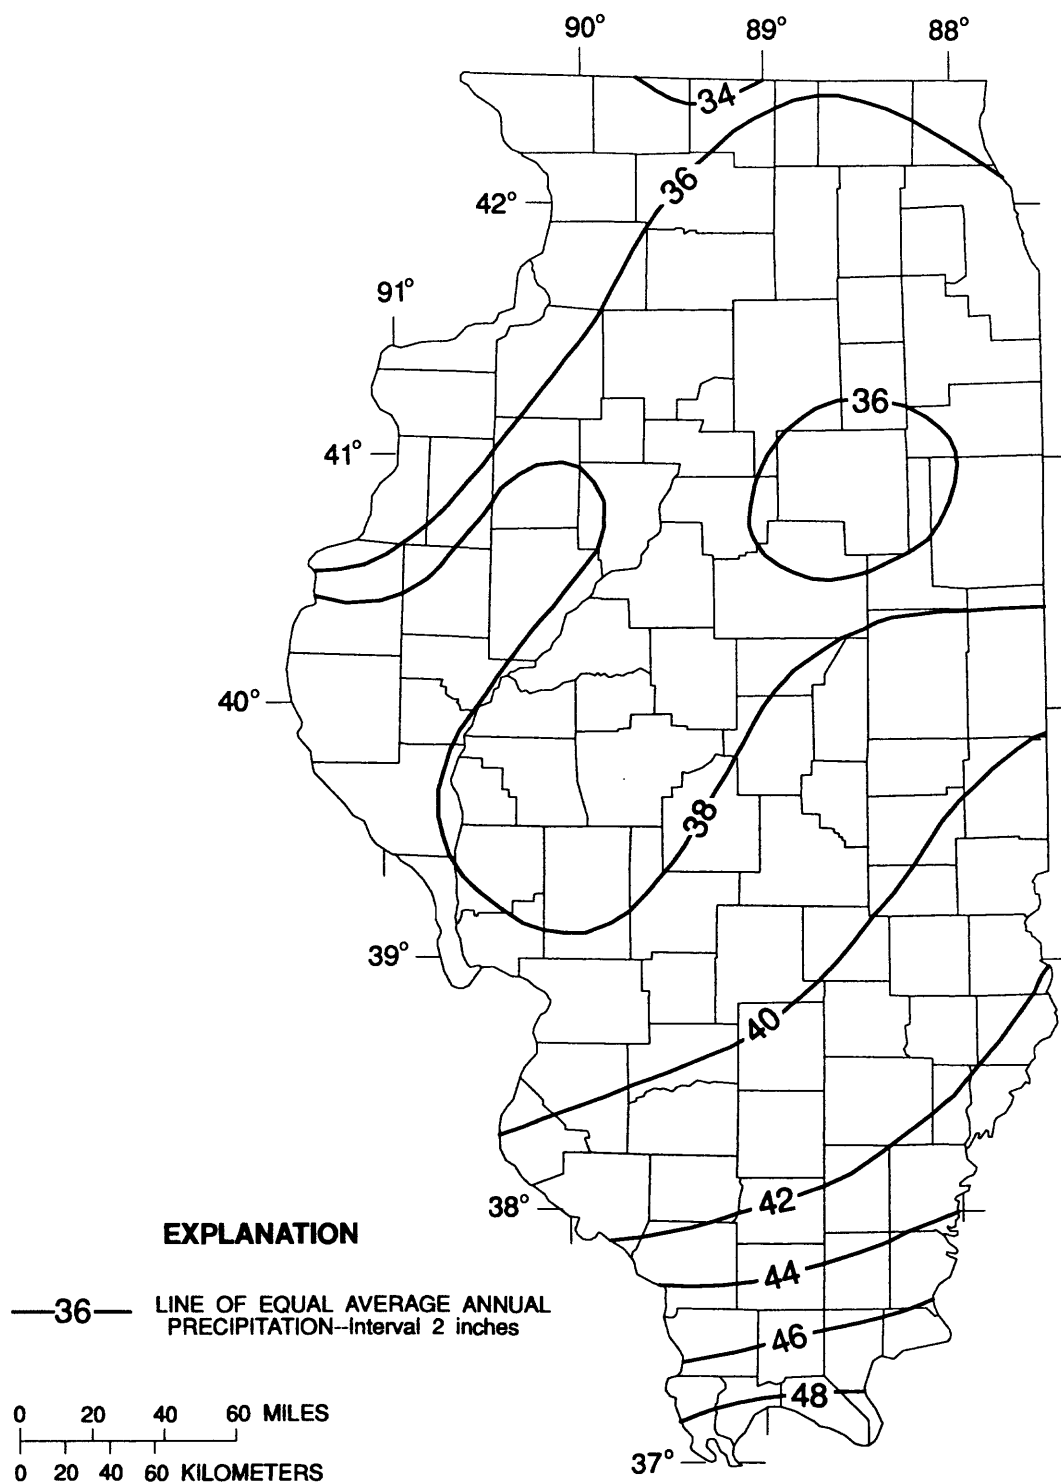 90° 89° 88°
34
36
42°
91°
36
41°
40°
38
39°
40
38°
42
EXPLANATION
44
36 LINE OF EQUAL AVERAGE ANNUAL
PRECIPITATION--Interval 2 inches
46
48
0 20 40 60 MILES
37°
0 20 40 60 KILOMETERS